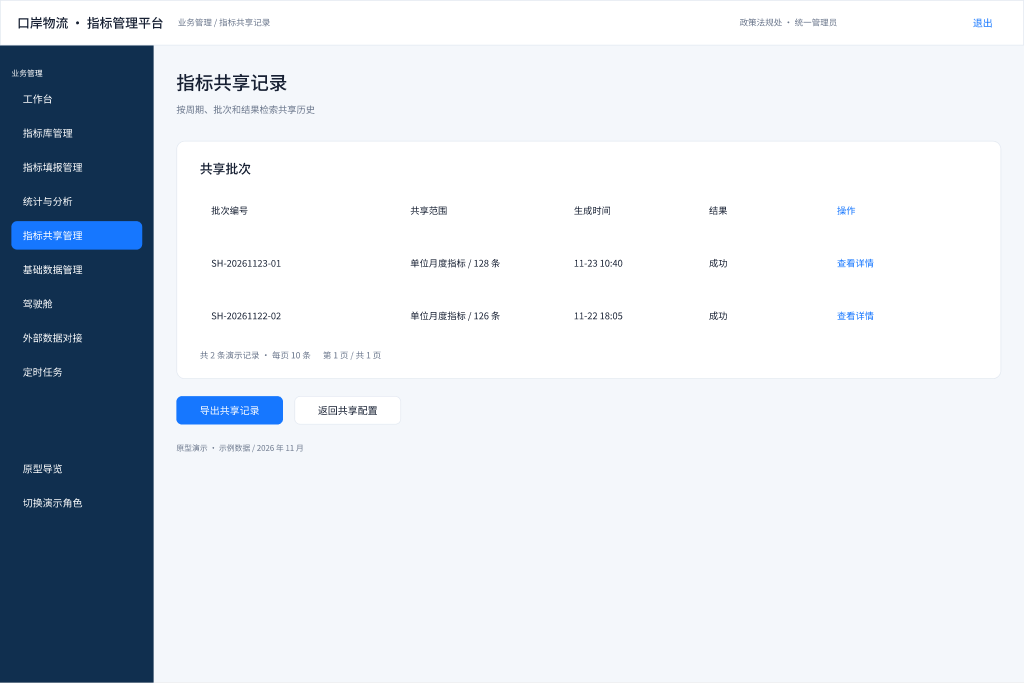 口岸物流 · 指标管理平台 业务管理 / 指标共享记录 政策法规处 · 统一管理员 退出
业务管理
工作台
指标库管理
指标填报管理
统计与分析
指标共享管理
基础数据管理
驾驶舱
外部数据对接
定时任务
原型导览
切换演示角色
指标共享记录
按周期、批次和结果检索共享历史
共享批次
批次编号 共享范围 生成时间 结果 操作
SH-20261123-01 单位月度指标 / 128 条 11-23 10:40 成功 查看详情
SH-20261122-02 单位月度指标 / 126 条 11-22 18:05 成功 查看详情
共 2 条演示记录 · 每页 10 条 第 1 页 / 共 1 页
导出共享记录 返回共享配置
原型演示 · 示例数据 / 2026 年 11 月